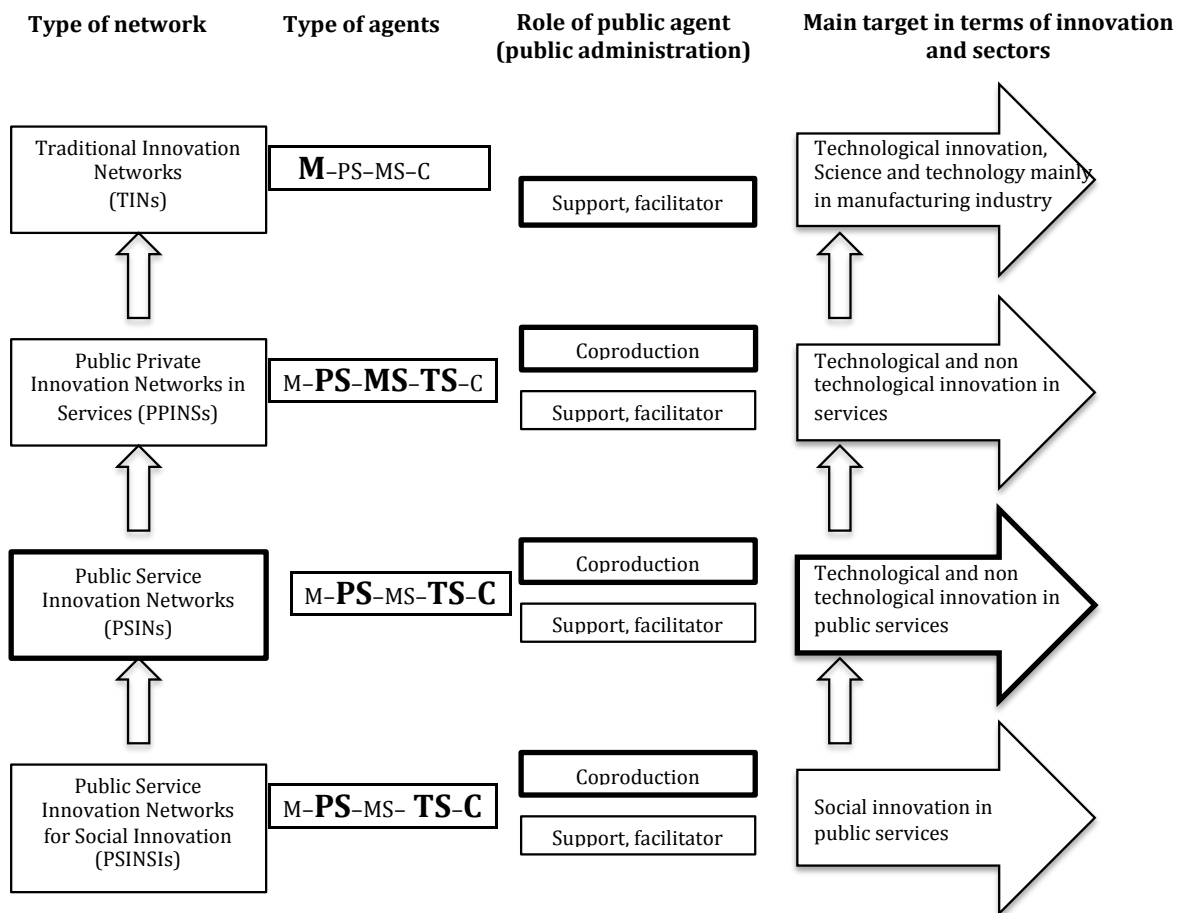 Type of network
Type of agents
Role of public agent
(public administration)
Main target in terms of innovation
and sectors
Traditional Innovation
Networks
(TINs)
M–PS–MS–C
Support, facilitator
Technological innovation,
Science and technology mainly
in manufacturing industry
Public Private
Innovation Networks in
Services (PPINSs)
M–PS–MS–TS–C
Coproduction
Support, facilitator
Technological and non
technological innovation in
services
Public Service
Innovation Networks
(PSINs)
M–PS–MS–TS–C
Coproduction
Support, facilitator
Technological and non
technological innovation in
public services
Public Service
Innovation Networks
for Social Innovation
(PSINSIs)
M–PS–MS– TS–C
Coproduction
Support, facilitator
Social innovation in
public services